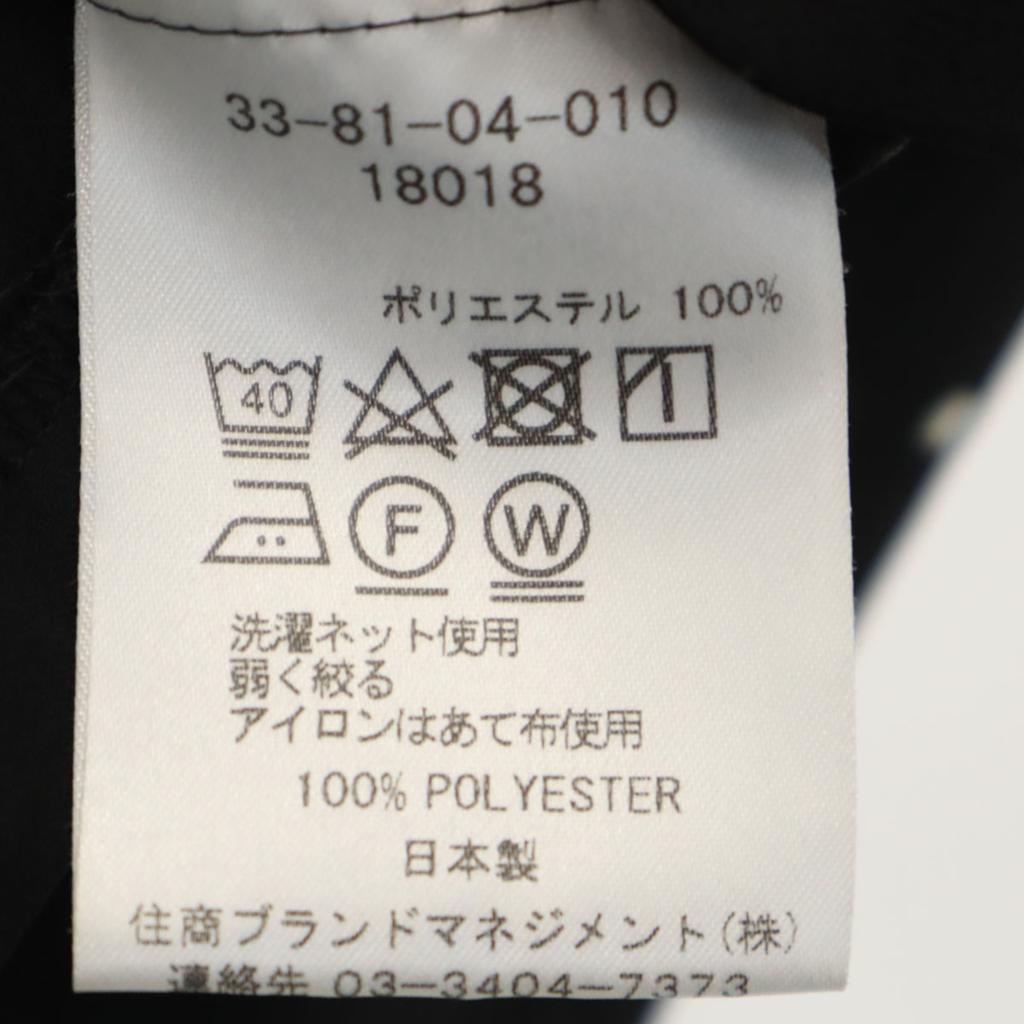 33-81-04-010
18018
ポリエステル 100%
40
F W
洗濯ネット使用
弱く絞る
アイロンはあて布使用
100% POLYESTER
日本製
住商ブランドマネジメント(株)
連絡先 03-3404-7373